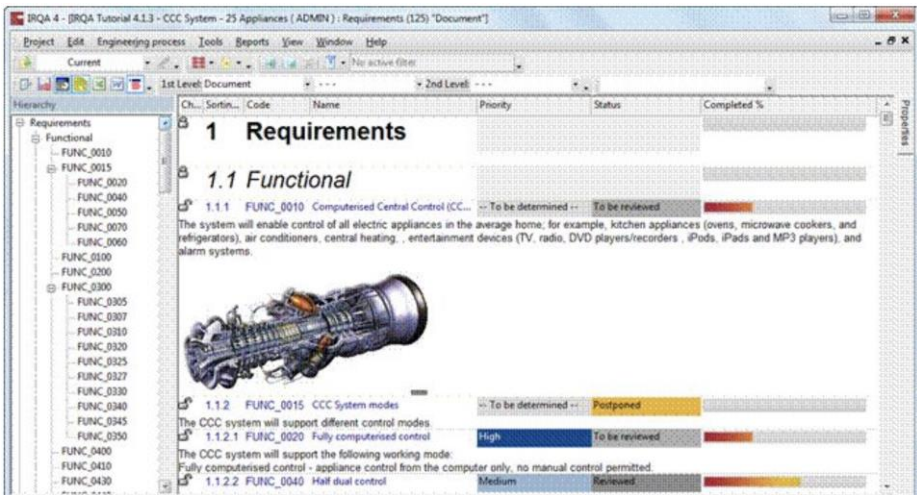 IRQA 4 - [IRQA Tutorial 4.1.3 - CCC System - 25 Appliances ( ADMIN ) : Requirements (125) "Document"]
Project Edit Engineering process Tools Reports View Window Help
Current No active filter
1st Level: Document - - - 2nd Level: - - -
Hierarchy
Requirements
Functional
FUNC_0010
FUNC_0015
FUNC_0020
FUNC_0040
FUNC_0050
FUNC_0070
FUNC_0060
FUNC_0100
FUNC_0200
FUNC_0300
FUNC_0305
FUNC_0307
FUNC_0310
FUNC_0320
FUNC_0325
FUNC_0327
FUNC_0330
FUNC_0340
FUNC_0345
FUNC_0350
FUNC_0400
FUNC_0410
FUNC_0430
Ch... Sortin... Code Name Priority Status Completed %
1 Requirements
1.1 Functional
1.1.1 FUNC_0010 Computerised Central Control (CC... -- To be determined -- To be reviewed
The system will enable control of all electric appliances in the average home; for example, kitchen appliances (ovens, microwave cookers, and
refrigerators), air conditioners, central heating, , entertainment devices (TV, radio, DVD players/recorders , iPods, iPads and MP3 players), and
alarm systems.
1.1.2 FUNC_0015 CCC System modes -- To be determined -- Postponed
The CCC system will support different control modes.
1.1.2.1 FUNC_0020 Fully computerised control High To be reviewed
The CCC system will support the following working mode:
Fully computerised control - appliance control from the computer only, no manual control permitted.
1.1.2.2 FUNC_0040 Half dual control Medium Reviewed
Properties